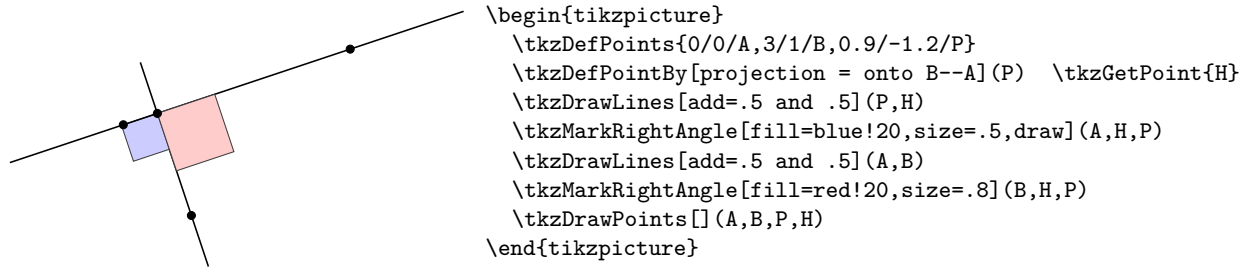 \begin{tikzpicture}
\tkzDefPoints{0/0/A,3/1/B,0.9/-1.2/P}
\tkzDefPointBy[projection = onto B--A](P) \tkzGetPoint{H}
\tkzDrawLines[add=.5 and .5](P,H)
\tkzMarkRightAngle[fill=blue!20,size=.5,draw](A,H,P)
\tkzDrawLines[add=.5 and .5](A,B)
\tkzMarkRightAngle[fill=red!20,size=.8](B,H,P)
\tkzDrawPoints[](A,B,P,H)
\end{tikzpicture}